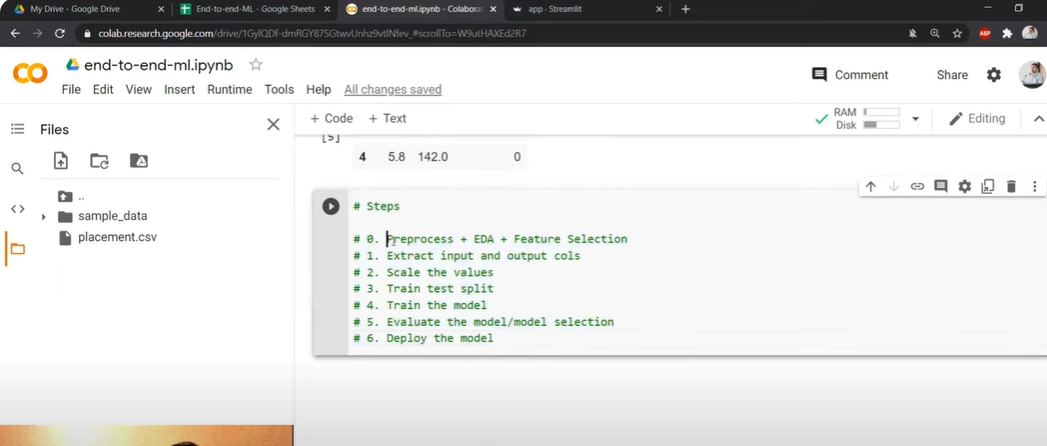 My Drive - Google Drive
End-to-end-ML - Google Sheets
end-to-end-ml.ipynb - Colaborat
app · Streamlit
colab.research.google.com/drive/1GylQDf-dmRGY87SGtwvUnhz9vtlNfev_#scrollTo=W9utHAXEd2R7
ABP
CO
end-to-end-ml.ipynb
Comment
Share
File Edit View Insert Runtime Tools Help All changes saved
+ Code + Text
RAM
Disk
Editing
Files
[5]
4 5.8 142.0 0
..
sample_data
placement.csv
# Steps
# 0. Preprocess + EDA + Feature Selection
# 1. Extract input and output cols
# 2. Scale the values
# 3. Train test split
# 4. Train the model
# 5. Evaluate the model/model selection
# 6. Deploy the model